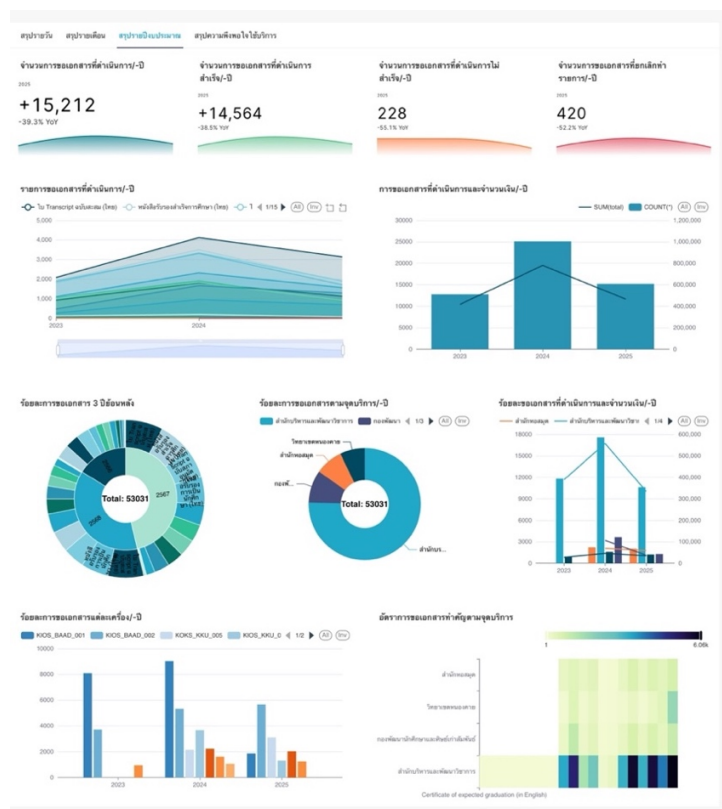 สรุปรายวัน สรุปรายเดือน สรุปรายปีงบประมาณ สรุปความพึงพอใจใช้บริการ
จำนวนการขอเอกสารที่ดำเนินการ/-ปี
2025
+15,212
-39.3% YoY
จำนวนการขอเอกสารที่ดำเนินการ
สำเร็จ/-ปี
2025
+14,564
-38.5% YoY
จำนวนการขอเอกสารที่ดำเนินการไม่
สำเร็จ/-ปี
2025
228
-55.1% YoY
จำนวนการขอเอกสารที่ยกเลิกทำ
รายการ/-ปี
2025
420
-52.2% YoY
รายการขอเอกสารที่ดำเนินการ/-ปี
ใบ Transcript ฉบับสะสม (ไทย) หนังสือรับรองสำเร็จการศึกษา (ไทย) 1 1/15 All Inv
5,000
4,000
3,000
2,000
1,000
0
2023 2024
การขอเอกสารที่ดำเนินการและจำนวนเงิน/-ปี
SUM(total) COUNT(*) All Inv
30000 1,200,000
25000 1,000,000
20000 800,000
15000 600,000
10000 400,000
5000 200,000
0 0
2023 2024 2025
ร้อยละการขอเอกสาร 3 ปีย้อนหลัง
Total: 53031
2567
2568
ร้อยละการขอเอกสารตามจุดบริการ/-ปี
สำนักบริหารและพัฒนาวิชาการ กองพัฒนา 1/3 All Inv
วิทยาเขตหนองคาย
สำนักหอสมุด
กองพั...
Total: 53031
สำนักบร...
ร้อยละขอเอกสารที่ดำเนินการและจำนวนเงิน/-ปี
สำนักหอสมุด สำนักบริหารและพัฒนาวิชา 1/4 All Inv
18000 600,000
15000 500,000
12000 400,000
9000 300,000
6000 200,000
3000 100,000
0 0
2023 2024 2025
ร้อยละการขอเอกสารแต่ละเครื่อง/-ปี
KIOS_BAAD_001 KIOS_BAAD_002 KOKS_KKU_005 KIOS_KKU_0 1/2 All Inv
10000
8000
6000
4000
2000
0
2023 2024 2025
อัตราการขอเอกสารสำคัญตามจุดบริการ
1 6.06k
สำนักหอสมุด
วิทยาเขตหนองคาย
กองพัฒนานักศึกษาและศิษย์เก่าสัมพันธ์
สำนักบริหารและพัฒนาวิชาการ
Certificate of expected graduation (in English)